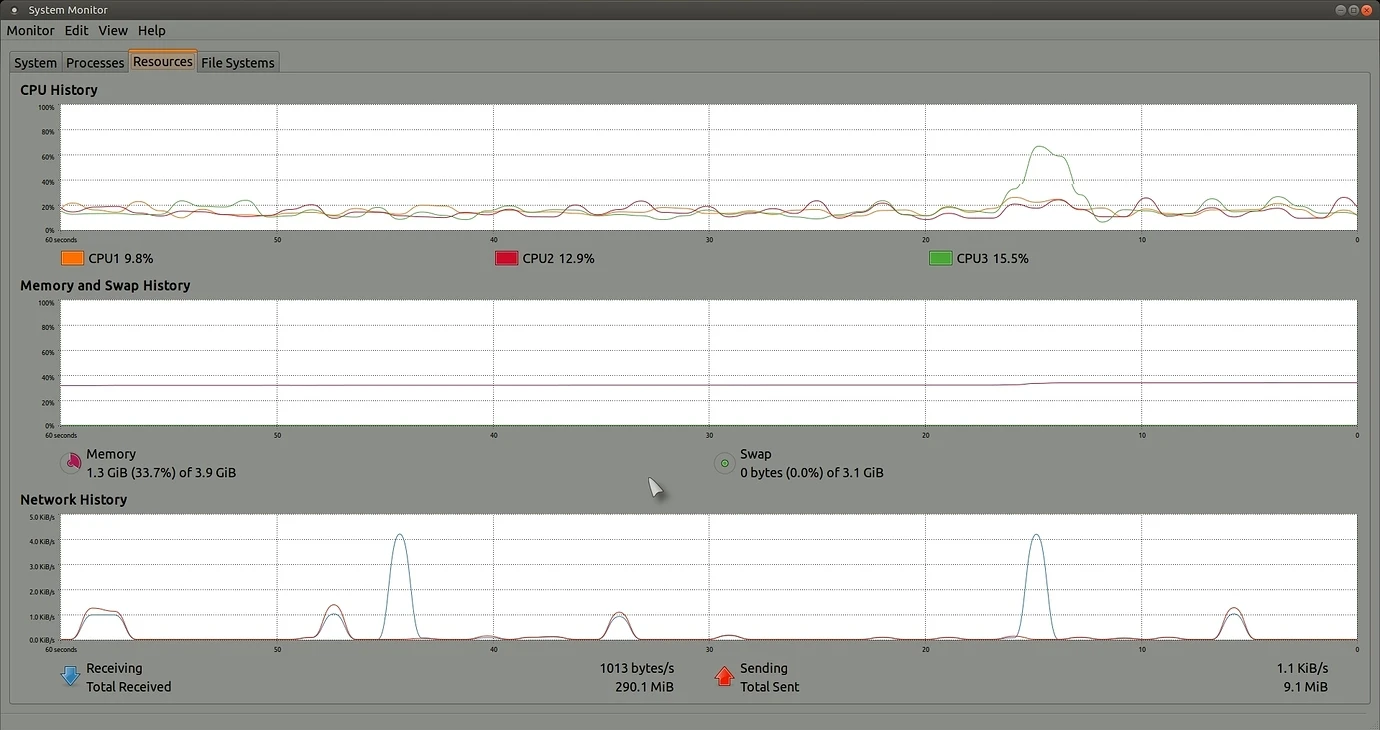 System Monitor
Monitor Edit View Help
System Processes Resources File Systems
CPU History
100%
80%
60%
40%
20%
0%
60 seconds 50 40 30 20 10 0
CPU1 9.8% CPU2 12.9% CPU3 15.5%
Memory and Swap History
100%
80%
60%
40%
20%
0%
60 seconds 50 40 30 20 10 0
Memory Swap
1.3 GiB (33.7%) of 3.9 GiB 0 bytes (0.0%) of 3.1 GiB
Network History
5.0 KiB/s
4.0 KiB/s
3.0 KiB/s
2.0 KiB/s
1.0 KiB/s
0.0 KiB/s
60 seconds 50 40 30 20 10 0
Receiving 1013 bytes/s Sending 1.1 KiB/s
Total Received 290.1 MiB Total Sent 9.1 MiB